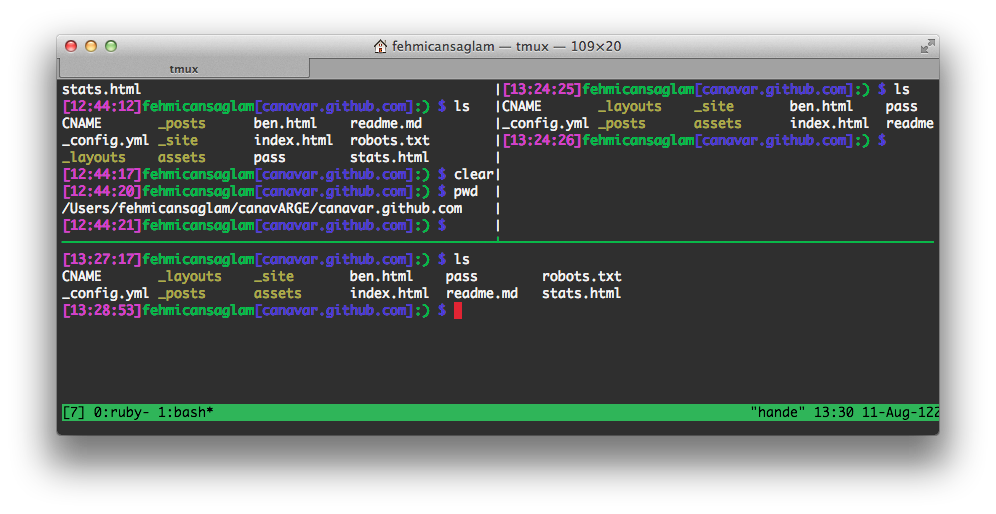 fehmicansaglam — tmux — 109×20
tmux
stats.html
[12:44:12]fehmicansaglam[canavar.github.com]:) $ ls
CNAME _posts ben.html readme.md
_config.yml _site index.html robots.txt
_layouts assets pass stats.html
[12:44:17]fehmicansaglam[canavar.github.com]:) $ clear
[12:44:20]fehmicansaglam[canavar.github.com]:) $ pwd
/Users/fehmicansaglam/canavARGE/canavar.github.com
[12:44:21]fehmicansaglam[canavar.github.com]:) $
[13:24:25]fehmicansaglam[canavar.github.com]:) $ ls
CNAME _layouts _site ben.html pass
_config.yml _posts assets index.html readme
[13:24:26]fehmicansaglam[canavar.github.com]:) $
[13:27:17]fehmicansaglam[canavar.github.com]:) $ ls
CNAME _layouts _site ben.html pass robots.txt
_config.yml _posts assets index.html readme.md stats.html
[13:28:53]fehmicansaglam[canavar.github.com]:) $
[7] 0:ruby- 1:bash* "hande" 13:30 11-Aug-12Z